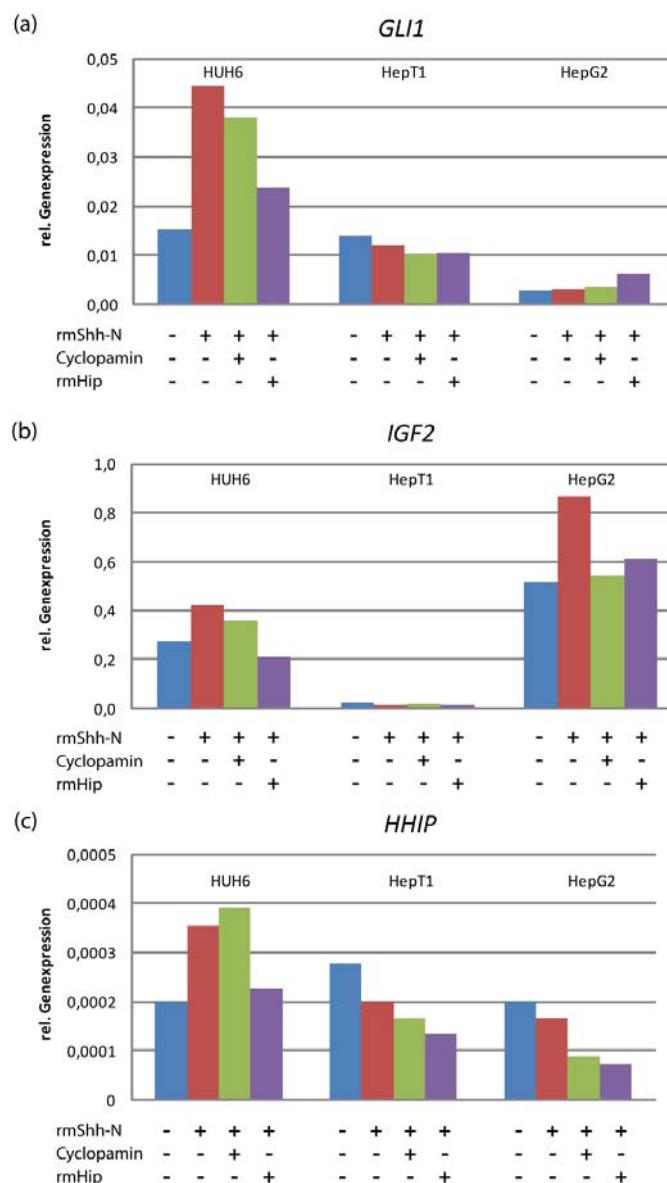 (a)
GLI1
HUH6 HepT1 HepG2
0,05
0,04
0,03
0,02
0,01
0,00
rel. Genexpression
rmShh-N - + + + - + + + - + + +
Cyclopamin - - + - - - + - - - + -
rmHip - - - + - - - + - - - +
(b)
IGF2
HUH6 HepT1 HepG2
1,0
0,8
0,6
0,4
0,2
0,0
rel. Genexpression
rmShh-N - + + + - + + + - + + +
Cyclopamin - - + - - - + - - - + -
rmHip - - - + - - - + - - - +
(c)
HHIP
HUH6 HepT1 HepG2
0,0005
0,0004
0,0003
0,0002
0,0001
0
rel. Genexpression
rmShh-N - + + + - + + + - + + +
Cyclopamin - - + - - - + - - - + -
rmHip - - - + - - - + - - - +